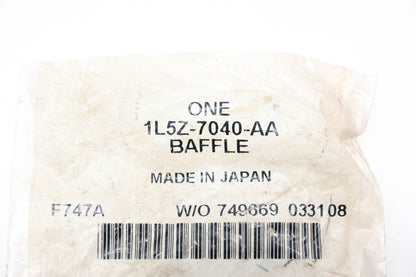 ONE
1L5Z-7040-AA
BAFFLE
MADE IN JAPAN
F747A W/O 749669 033108